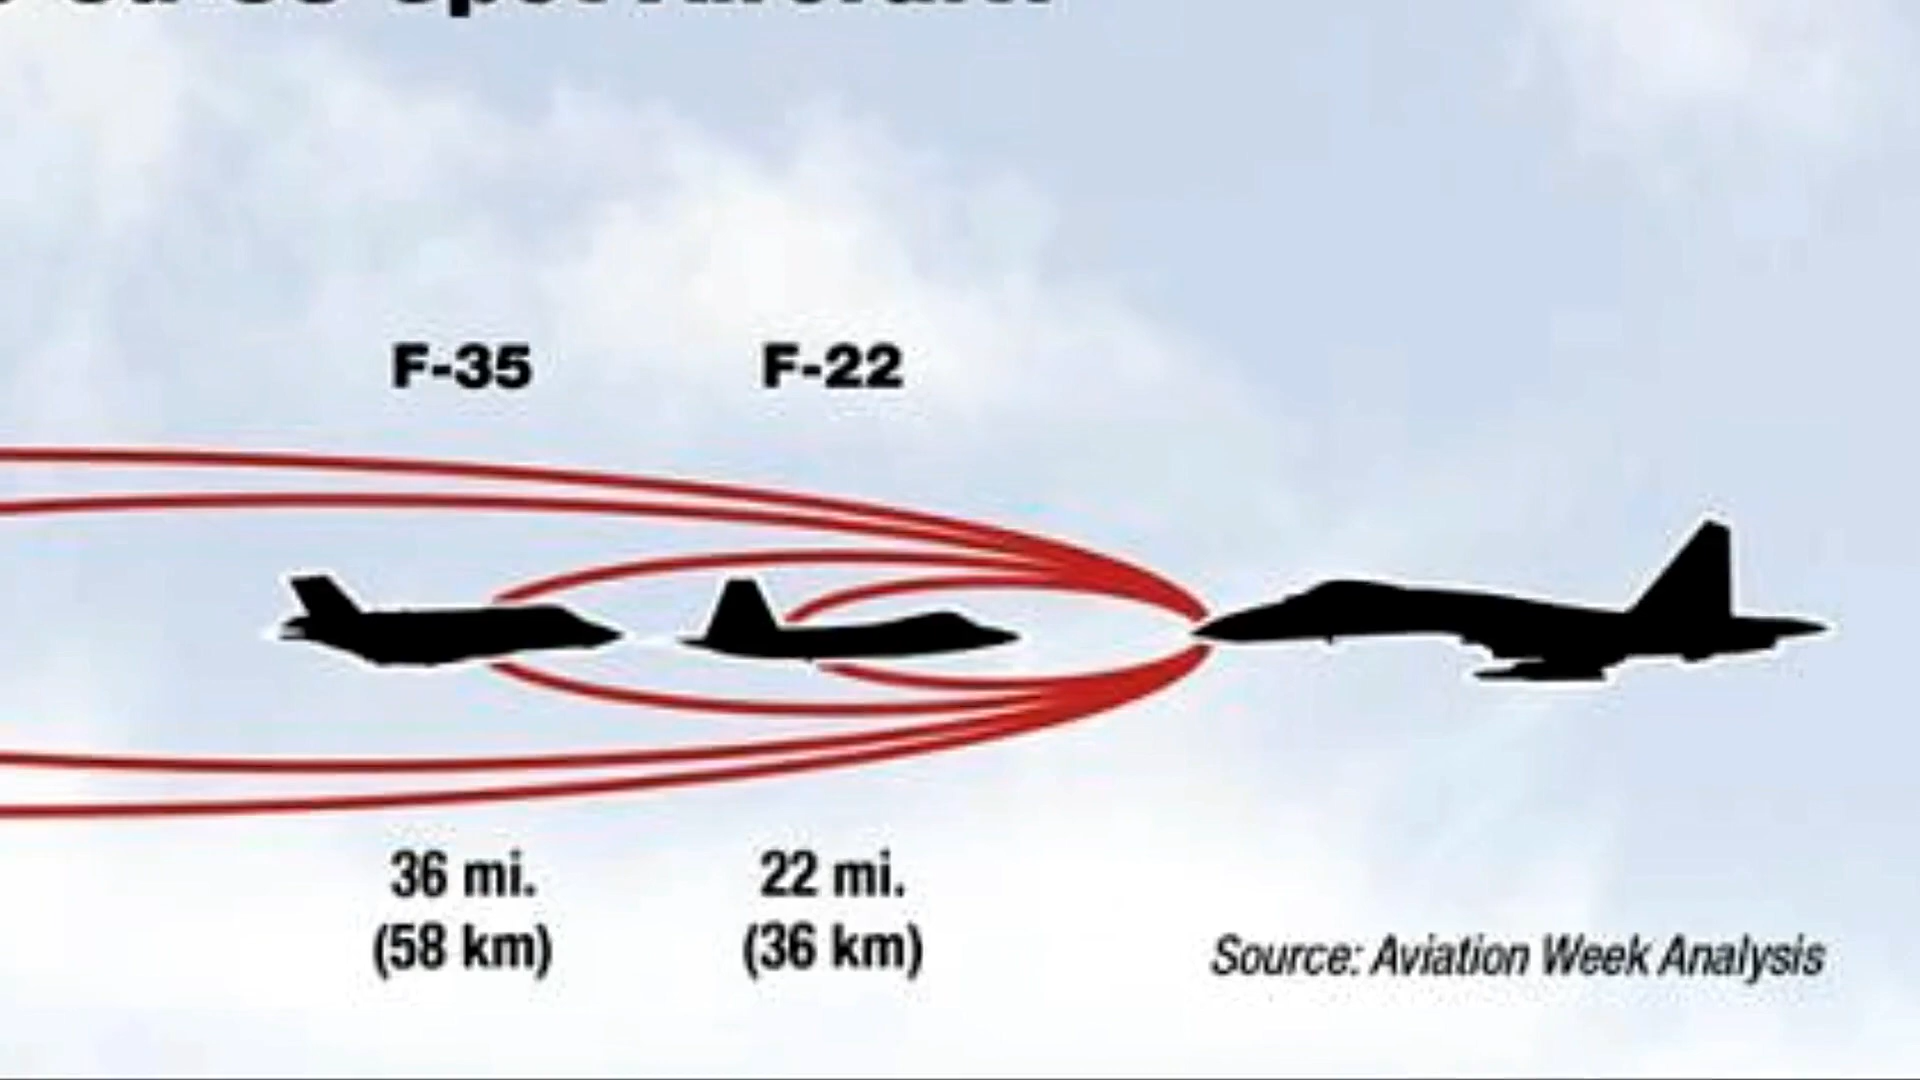 F-35 F-22
36 mi. 22 mi.
(58 km) (36 km)
Source: Aviation Week Analysis